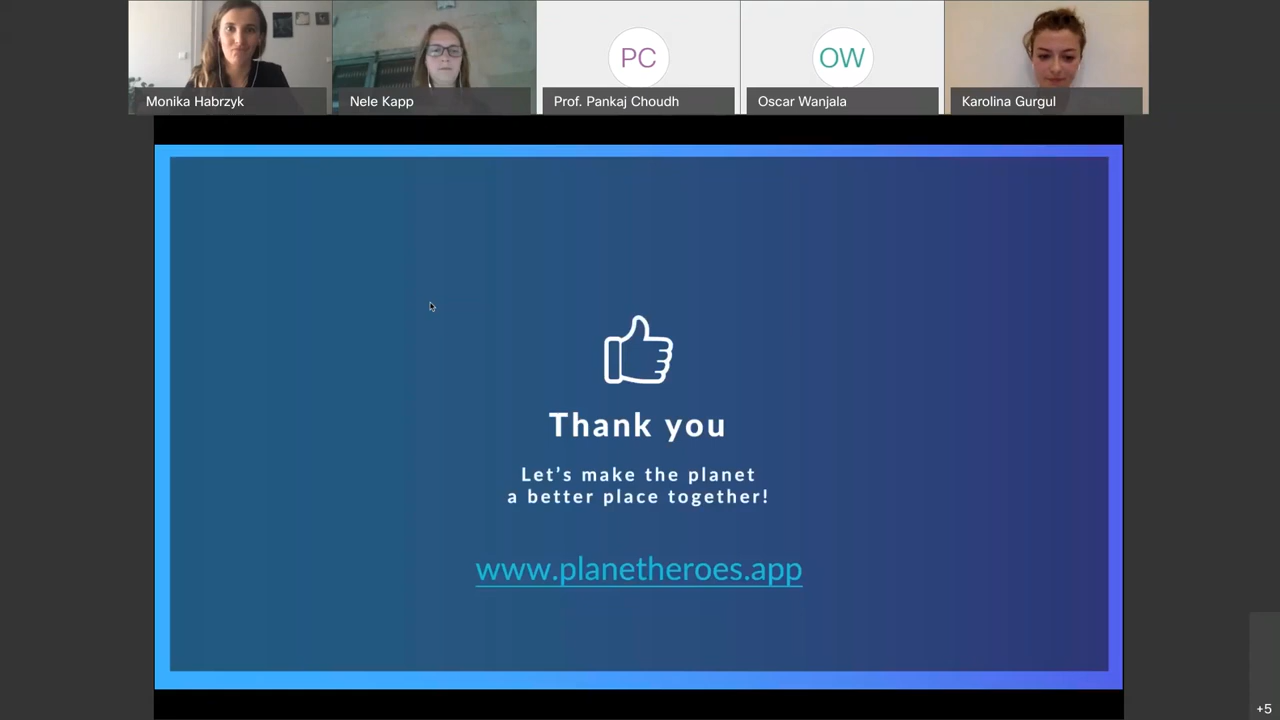 Monika Habrzyk
Nele Kapp
PC
Prof. Pankaj Choudh
OW
Oscar Wanjala
Karolina Gurgul
Thank you
Let's make the planet
a better place together!
www.planetheroes.app
+5